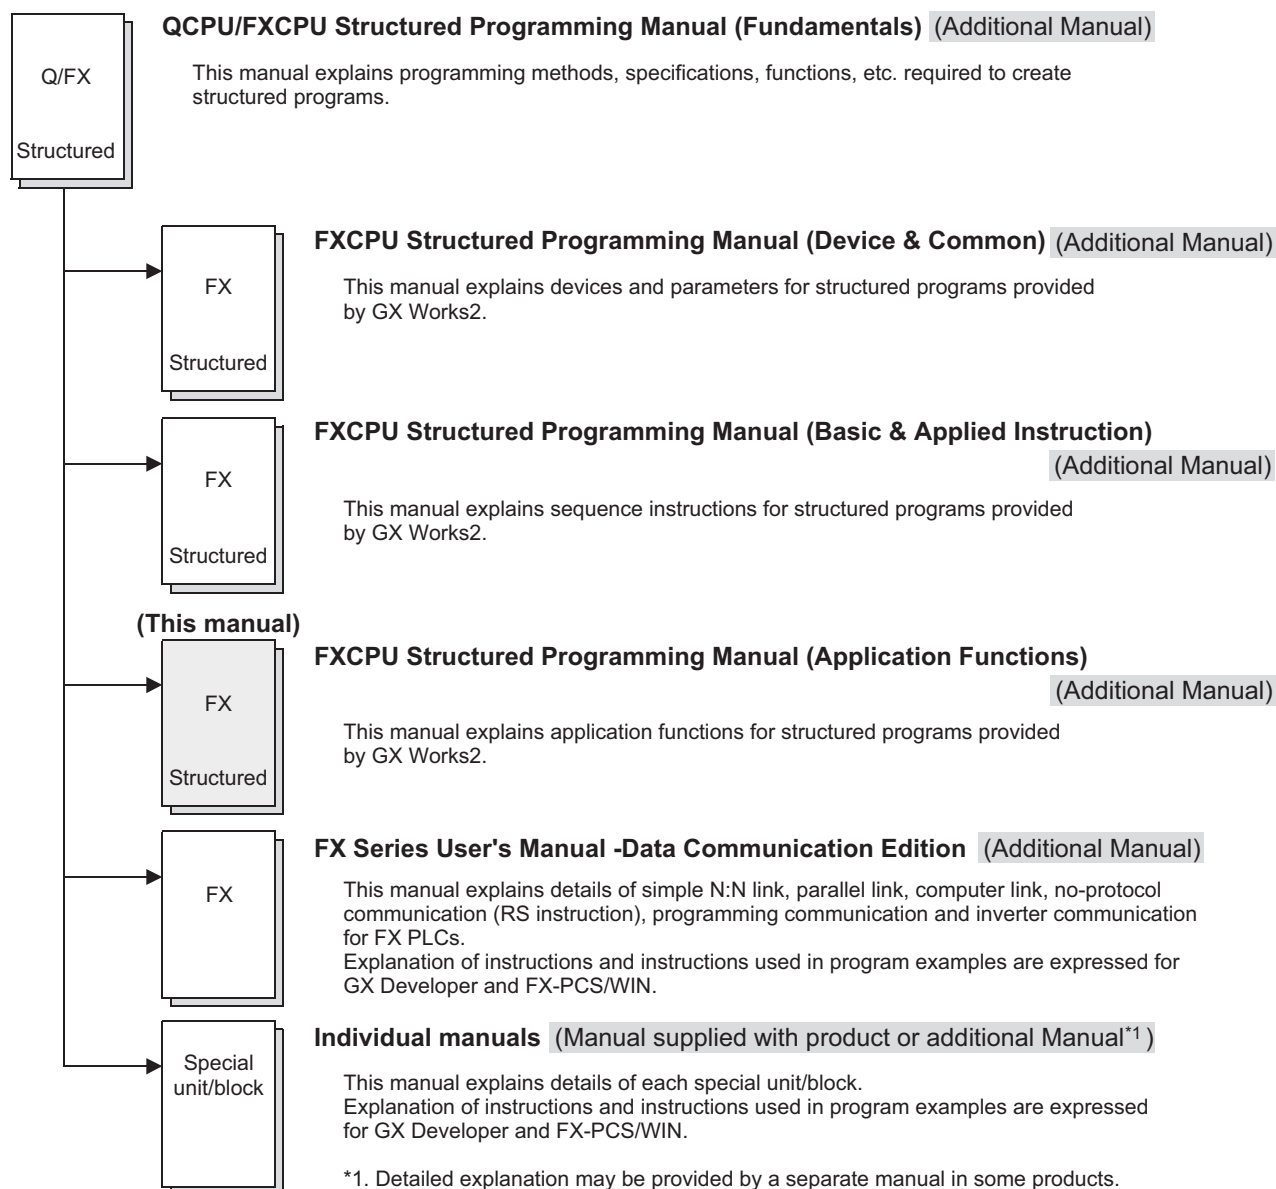 QCPU/FXCPU Structured Programming Manual (Fundamentals) (Additional Manual)
Q/FX
Structured
This manual explains programming methods, specifications, functions, etc. required to create
structured programs.
FXCPU Structured Programming Manual (Device & Common) (Additional Manual)
FX
Structured
This manual explains devices and parameters for structured programs provided
by GX Works2.
FXCPU Structured Programming Manual (Basic & Applied Instruction)
(Additional Manual)
FX
Structured
This manual explains sequence instructions for structured programs provided
by GX Works2.
(This manual)
FXCPU Structured Programming Manual (Application Functions)
(Additional Manual)
FX
Structured
This manual explains application functions for structured programs provided
by GX Works2.
FX Series User's Manual -Data Communication Edition (Additional Manual)
FX
This manual explains details of simple N:N link, parallel link, computer link, no-protocol
communication (RS instruction), programming communication and inverter communication
for FX PLCs.
Explanation of instructions and instructions used in program examples are expressed for
GX Developer and FX-PCS/WIN.
Individual manuals (Manual supplied with product or additional Manual*1 )
Special
unit/block
This manual explains details of each special unit/block.
Explanation of instructions and instructions used in program examples are expressed
for GX Developer and FX-PCS/WIN.
*1. Detailed explanation may be provided by a separate manual in some products.